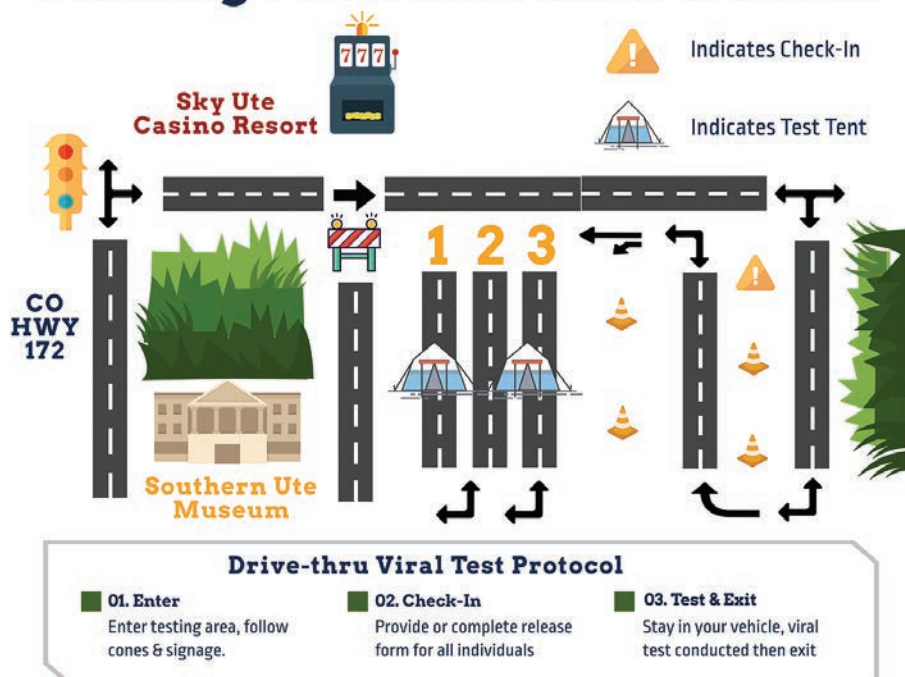 777
Sky Ute
Casino Resort
Indicates Check-In
Indicates Test Tent
1 2 3
CO
HWY
172
Southern Ute
Museum
Drive-thru Viral Test Protocol
01. Enter
Enter testing area, follow
cones & signage.
02. Check-In
Provide or complete release
form for all individuals
03. Test & Exit
Stay in your vehicle, viral
test conducted then exit